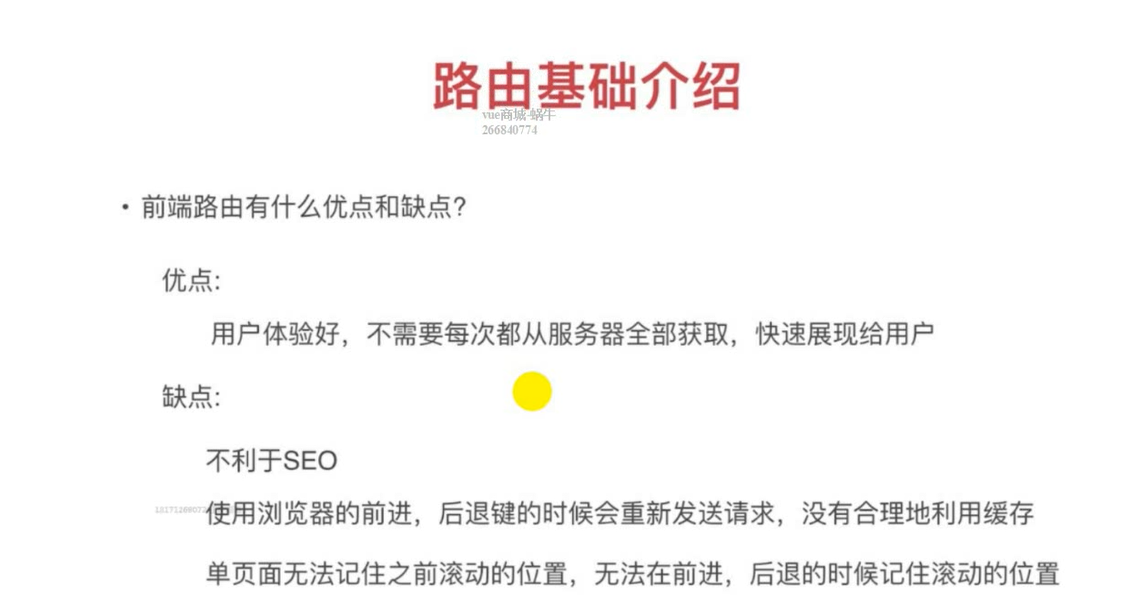 路由基础介绍
vue商城-蜗牛
266840774
• 前端路由有什么优点和缺点?
优点:
用户体验好，不需要每次都从服务器全部获取，快速展现给用户
缺点:
不利于SEO
使用浏览器的前进，后退键的时候会重新发送请求，没有合理地利用缓存
单页面无法记住之前滚动的位置，无法在前进，后退的时候记住滚动的位置